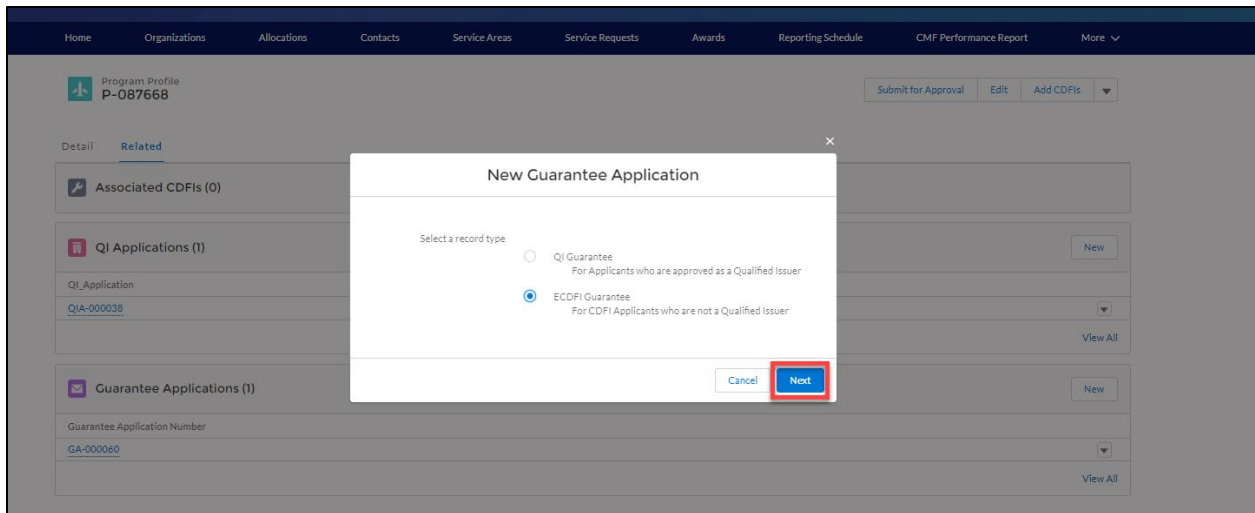 Home Organizations Allocations Contacts Service Areas Service Requests Awards Reporting Schedule CMF Performance Report More
Program Profile
P-087668
Submit for Approval Edit Add CDFIs
Detail Related
Associated CDFIs (0)
New Guarantee Application
Select a record type
QI Guarantee
For Applicants who are approved as a Qualified Issuer
ECDFI Guarantee
For CDFI Applicants who are not a Qualified Issuer
Cancel Next
QI Applications (1) New
QI_Application
QIA-000038
View All
Guarantee Applications (1) New
Guarantee Application Number
GA-000060
View All